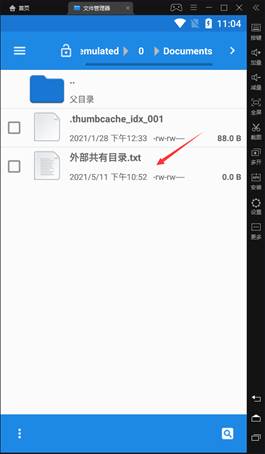 首页
文件管理器
11:04
emulated
0
Documents
..
父目录
.thumbcache_idx_001
2021/1/28 下午12:33 -rw-rw---
88.0 B
外部共有目录.txt
2021/5/11 下午10:52 -rw-rw---
0.0 B
按键
加量
减量
全屏
截图
多开
安装
设置
更多